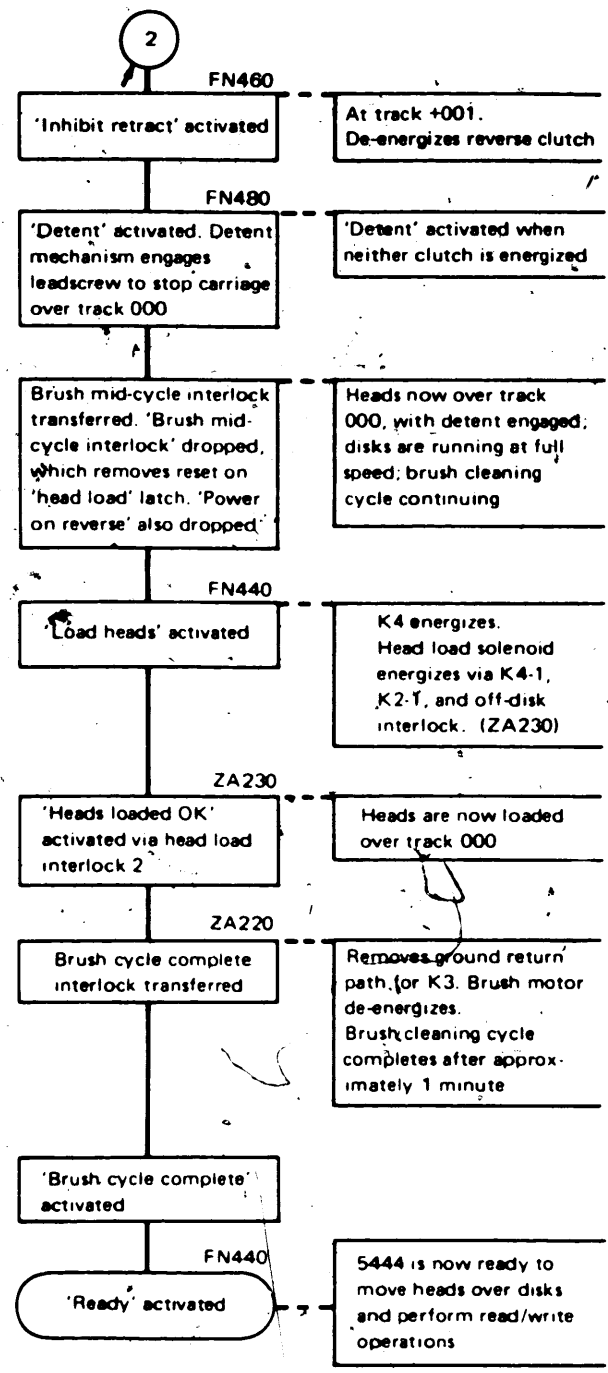 2
FN460
'Inhibit retract' activated
At track +001.
De-energizes reverse clutch
FN480
'Detent' activated. Detent
mechanism engages
leadscrew to stop carriage
over track 000
'Detent' activated when
neither clutch is energized
Brush mid-cycle interlock
transferred. 'Brush mid-
cycle interlock' dropped,
which removes reset on
'head load' latch. 'Power
on reverse' also dropped
Heads now over track
000, with detent engaged;
disks are running at full
speed; brush cleaning
cycle continuing
FN440
'Load heads' activated
K4 energizes.
Head load solenoid
energizes via K4-1,
K2-1, and off-disk
interlock. (ZA230)
ZA230
'Heads loaded OK'
activated via head load
interlock 2
Heads are now loaded
over track 000
ZA220
Brush cycle complete
interlock transferred
Removes ground return
path for K3. Brush motor
de-energizes.
Brush cleaning cycle
completes after approx-
imately 1 minute
'Brush cycle complete'
activated
FN440
'Ready' activated
5444 is now ready to
move heads over disks
and perform read/write
operations